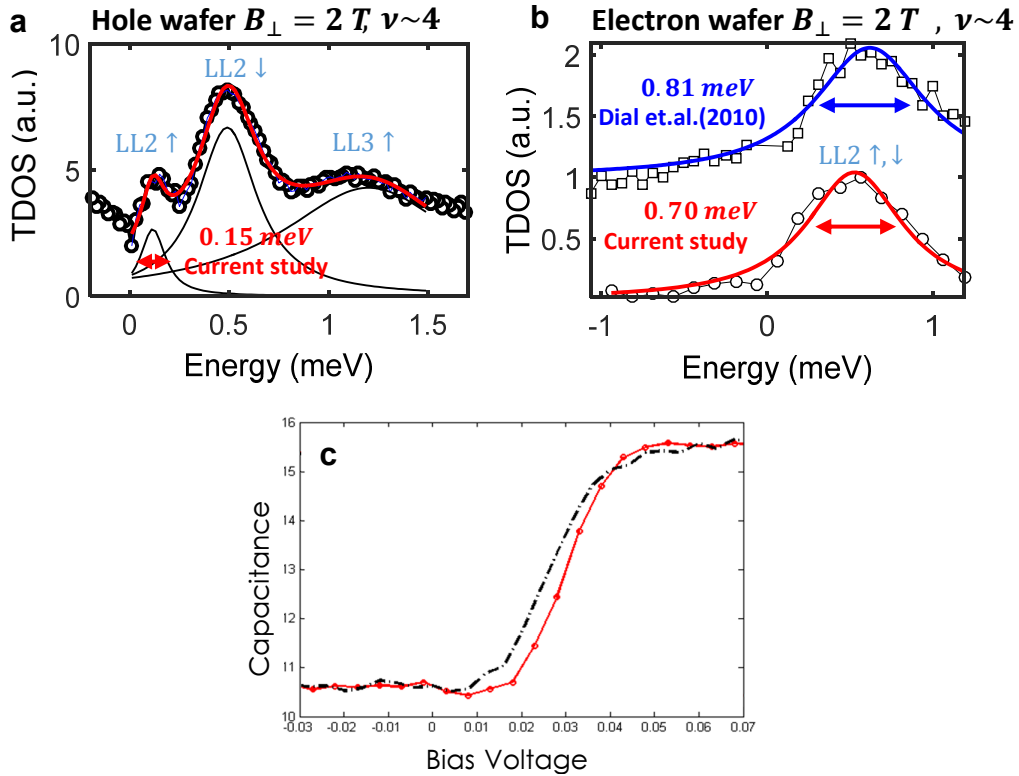 a Hole wafer B⊥ = 2 T, ν~4
TDOS (a.u.)
10
5
0
LL2 ↑
LL2 ↓
LL3 ↑
0.15 meV
Current study
0 0.5 1 1.5
Energy (meV)
b Electron wafer B⊥ = 2 T , ν~4
TDOS (a.u.)
2
1.5
1
0.5
0.81 meV
Dial et.al.(2010)
LL2 ↑,↓
0.70 meV
Current study
-1 0 1
Energy (meV)
c
Capacitance
16
15
14
13
12
11
10
-0.03 -0.02 -0.01 0 0.01 0.02 0.03 0.04 0.05 0.06 0.07
Bias Voltage